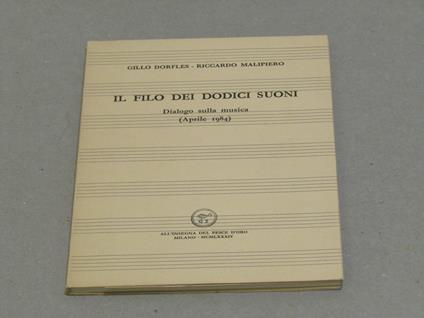 GILLO DORFLES - RICCARDO MALIPIERO
IL FILO DEI DODICI SUONI
Dialogo sulla musica
(Aprile 1984)
ALL'INSEGNA DEL PESCE D'ORO
MILANO - MCMLXXXIV